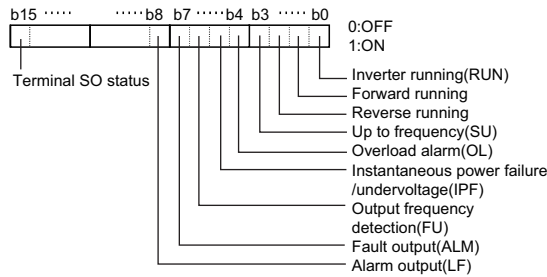 b15 ····· ·····b8 b7·····b4 b3 ····· b0
0:OFF
1:ON
Terminal SO status
Inverter running(RUN)
Forward running
Reverse running
Up to frequency(SU)
Overload alarm(OL)
Instantaneous power failure
/undervoltage(IPF)
Output frequency
detection(FU)
Fault output(ALM)
Alarm output(LF)